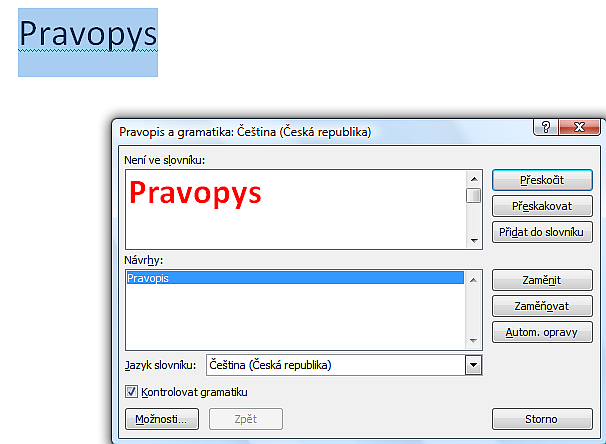 Pravopys
Pravopis a gramatika: Čeština (Česká republika)
Není ve slovníku:
Pravopys
Přeskočit
Přeskakovat
Přidat do slovníku
Návrhy:
Pravopis
Zaměnit
Zaměňovat
Autom. opravy
Jazyk slovníku:
Čeština (Česká republika)
Kontrolovat gramatiku
Možnosti...
Zpět
Storno